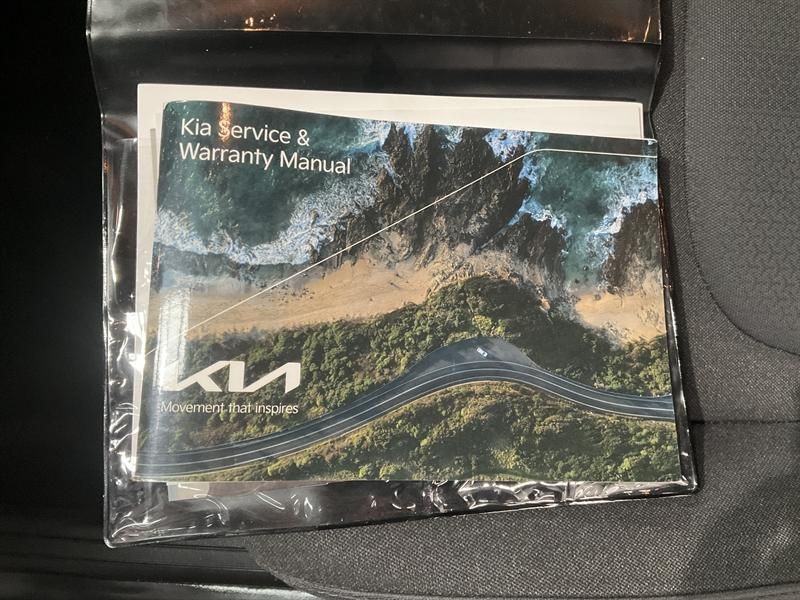 Kia Service &
Warranty Manual
KIA
Movement that inspires